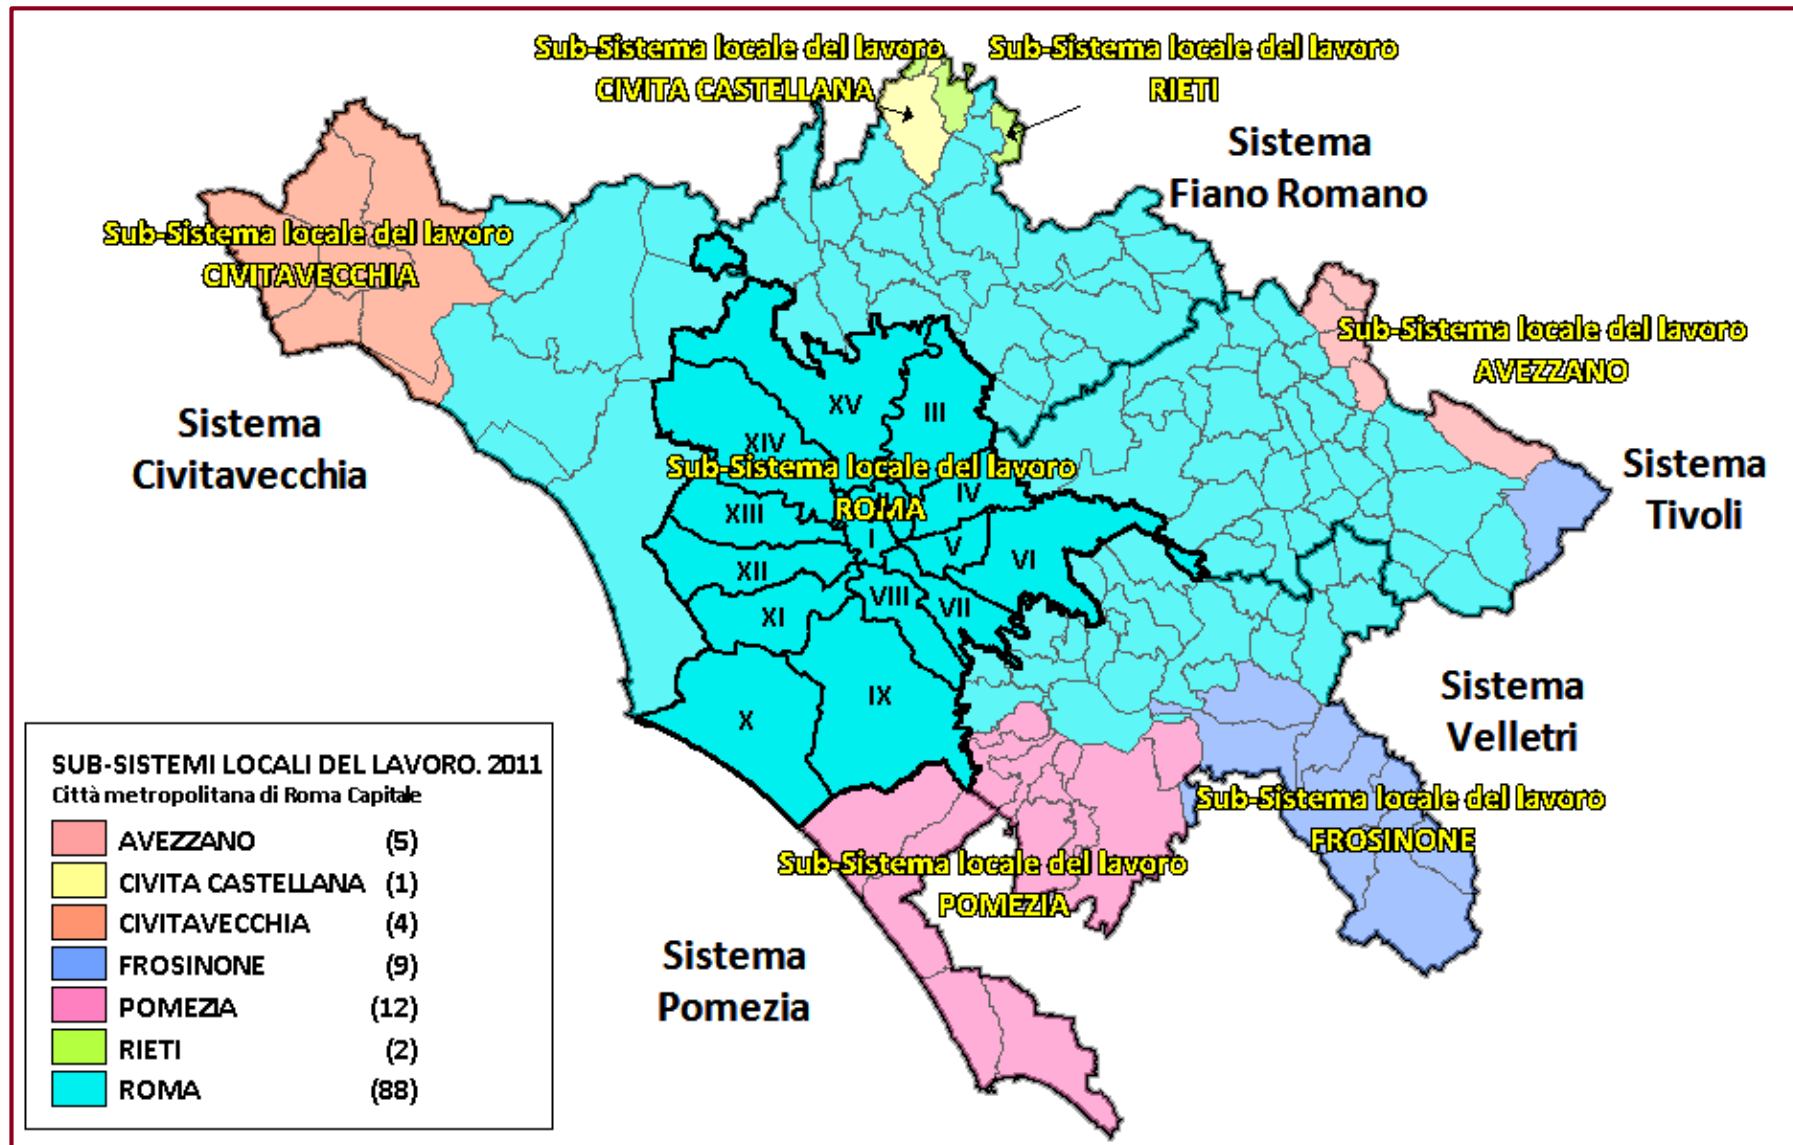 Sub-Sistema locale del lavoro
CIVITA CASTELLANA
Sub-Sistema locale del lavoro
RIETI
Sistema
Fiano Romano
Sub-Sistema locale del lavoro
CIVITAVECCHIA
Sub-Sistema locale del lavoro
AVEZZANO
Sistema
Civitavecchia
XV
III
XIV
Sub-Sistema locale del lavoro
ROMA
Sistema
Tivoli
XIII
IV
I
V
VI
XII
XI
VIII
VII
IX
X
Sistema
Velletri
Sub-Sistema locale del lavoro
FROSINONE
Sub-Sistema locale del lavoro
POMEZIA
Sistema
Pomezia
SUB-SISTEMI LOCALI DEL LAVORO. 2011
Città metropolitana di Roma Capitale
AVEZZANO (5)
CIVITA CASTELLANA (1)
CIVITAVECCHIA (4)
FROSINONE (9)
POMEZIA (12)
RIETI (2)
ROMA (88)